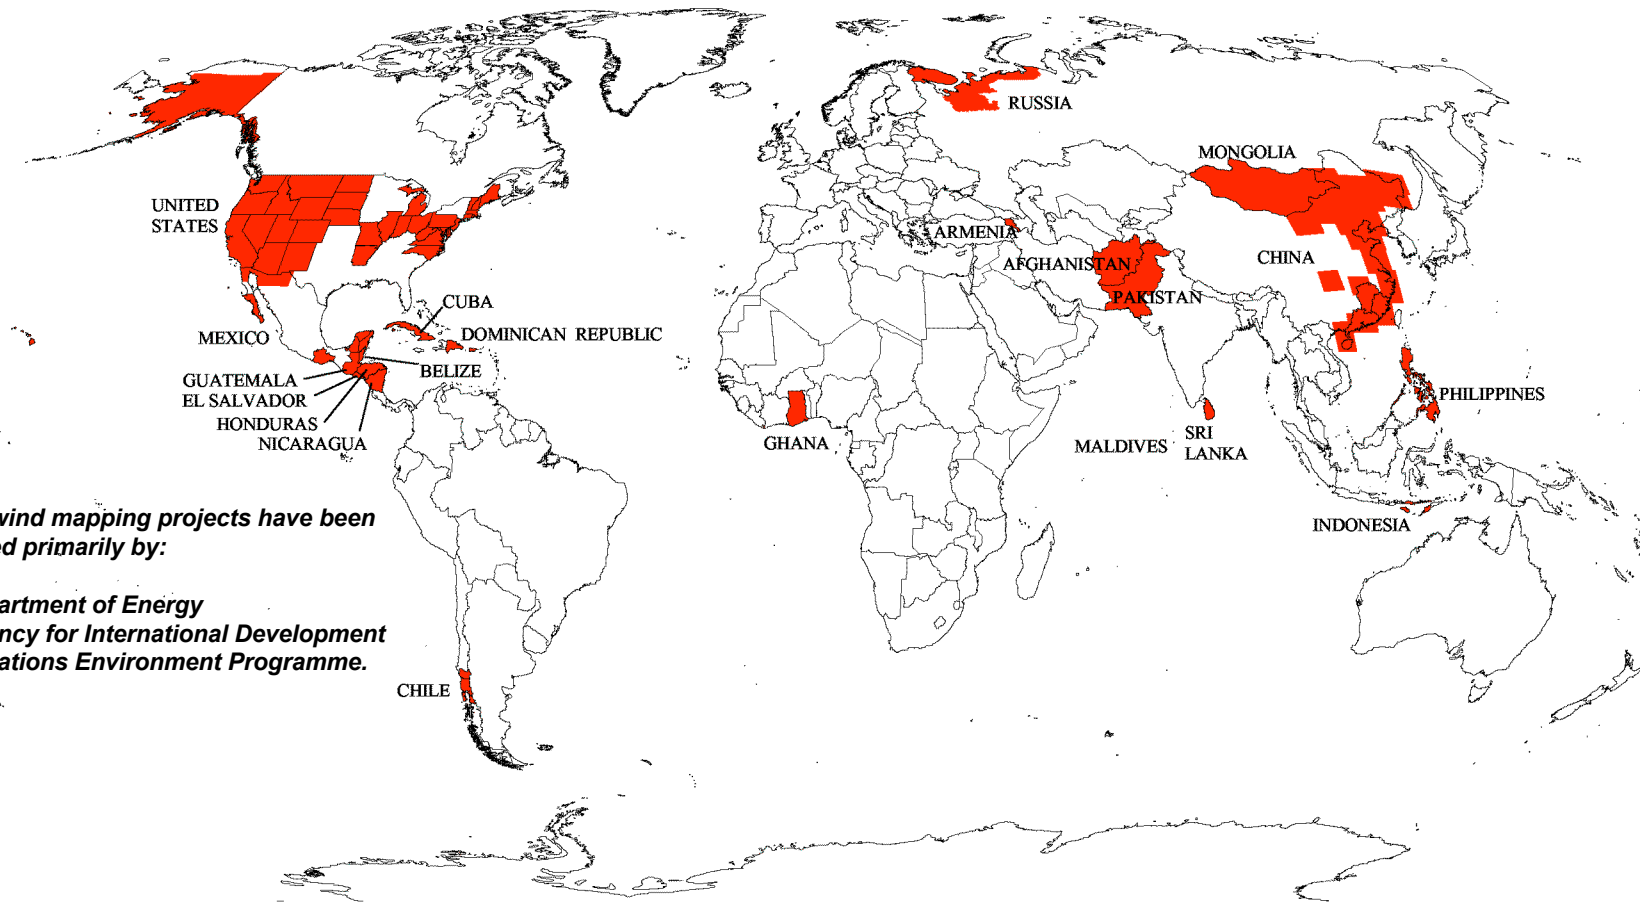 RUSSIA
MONGOLIA
UNITED
STATES
ARMENIA
CHINA
AFGHANISTAN
PAKISTAN
CUBA
DOMINICAN REPUBLIC
MEXICO
BELIZE
GUATEMALA
EL SALVADOR
HONDURAS
NICARAGUA
PHILIPPINES
GHANA
MALDIVES
SRI
LANKA
INDONESIA
wind mapping projects have been
ed primarily by:
artment of Energy
ncy for International Development
ations Environment Programme.
CHILE